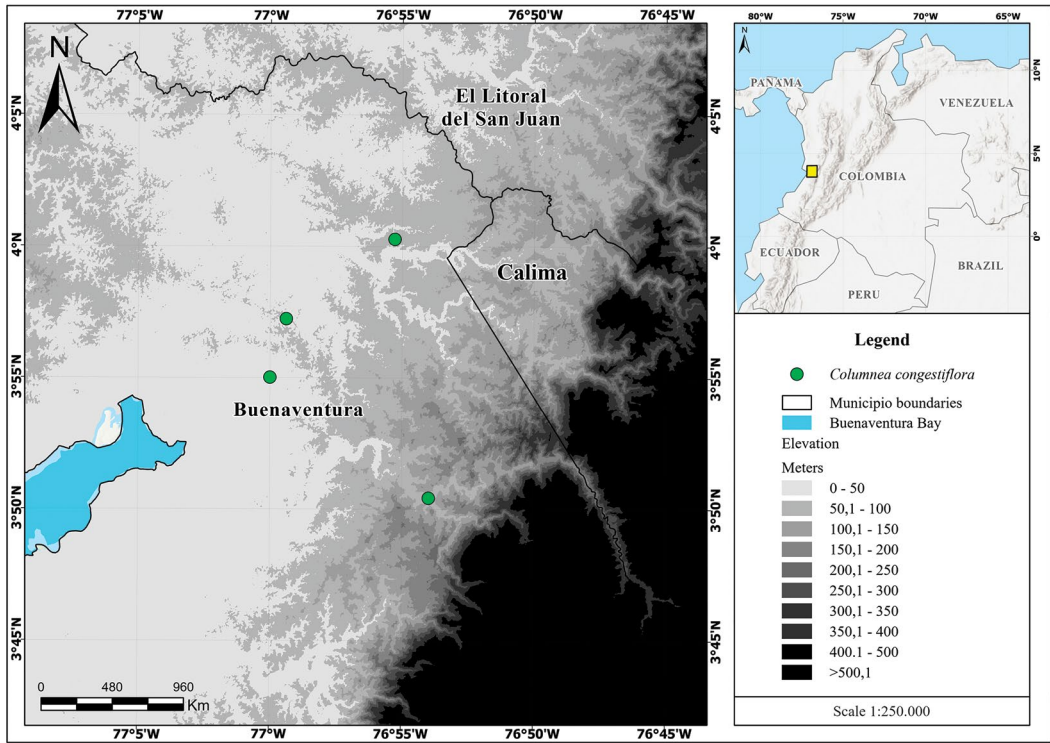 77°5'W 77°0'W 76°55'W 76°50'W 76°45'W
N
4°5'N
4°0'N
3°55'N
3°50'N
3°45'N
El Litoral
del San Juan
Calima
Buenaventura
0 480 960
Km
4°5'N
4°0'N
3°55'N
3°50'N
3°45'N
77°5'W 77°0'W 76°55'W 76°50'W 76°45'W
80°W 75°W 70°W 65°W
N
10°N
5°N
0°
PANAMA
VENEZUELA
COLOMBIA
ECUADOR
BRAZIL
PERU
Legend
Columnea congestiflora
Municipio boundaries
Buenaventura Bay
Elevation
Meters
0 - 50
50,1 - 100
100,1 - 150
150,1 - 200
200,1 - 250
250,1 - 300
300,1 - 350
350,1 - 400
400.1 - 500
>500,1
Scale 1:250.000